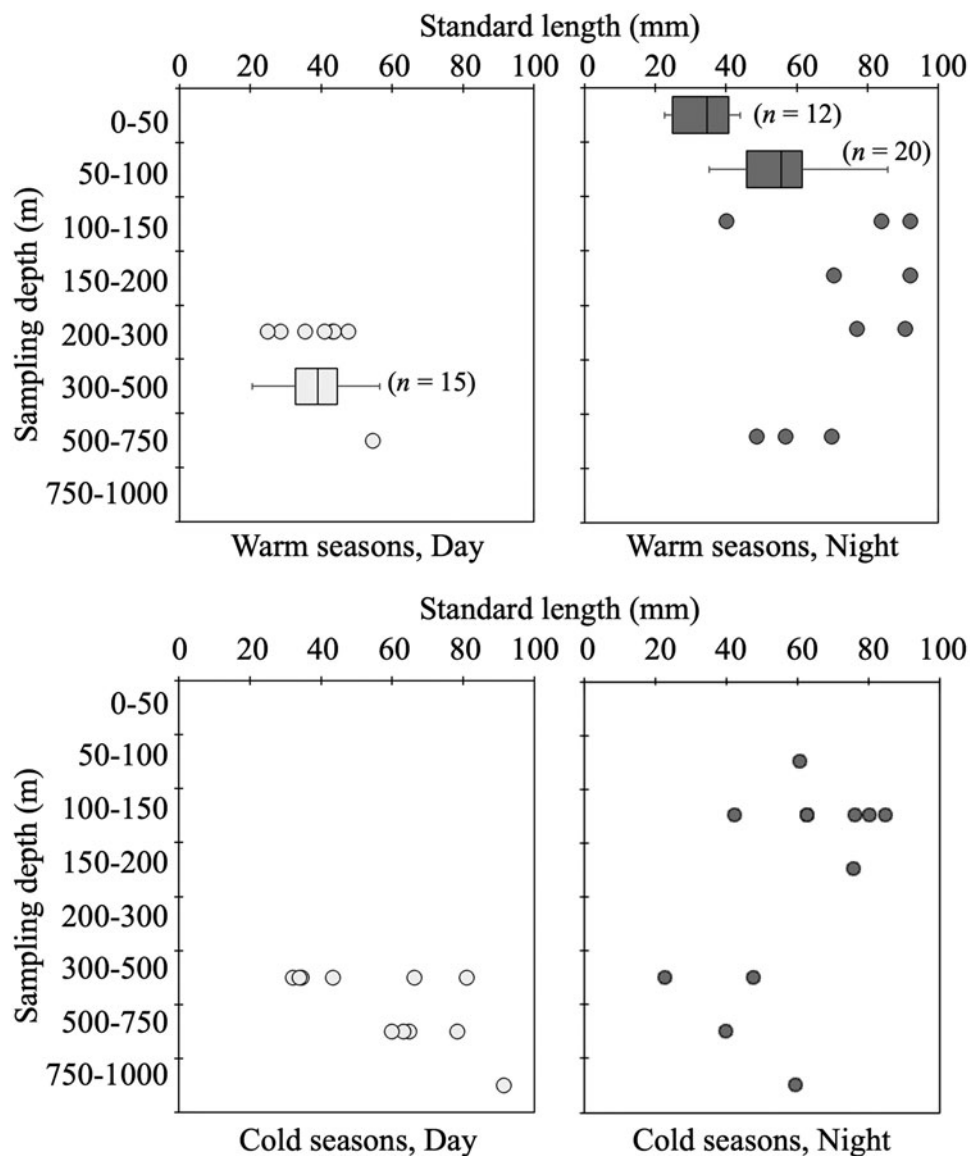 Standard length (mm)
0 20 40 60 80 100 0 20 40 60 80 100
Sampling depth (m)
0-50
50-100
100-150
150-200
200-300
300-500
500-750
750-1000
(n = 12)
(n = 20)
(n = 15)
Warm seasons, Day Warm seasons, Night
Standard length (mm)
0 20 40 60 80 100 0 20 40 60 80 100
Sampling depth (m)
0-50
50-100
100-150
150-200
200-300
300-500
500-750
750-1000
Cold seasons, Day Cold seasons, Night